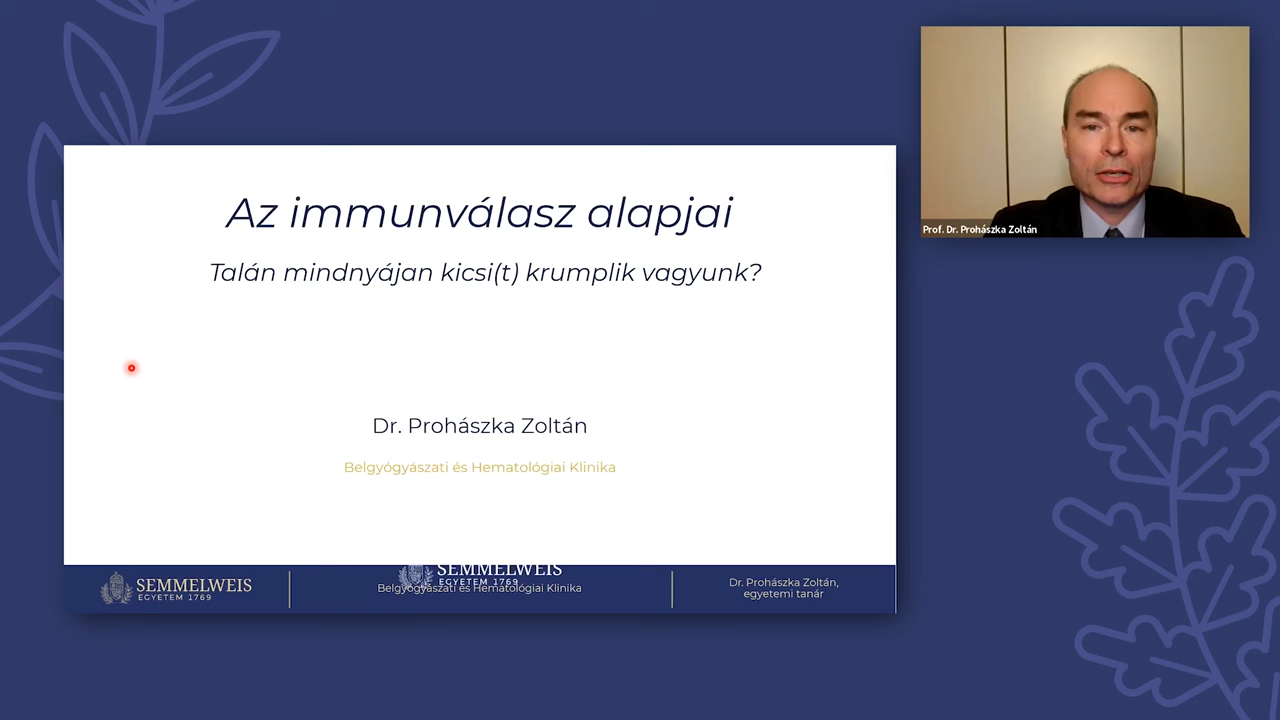 Az immunválasz alapjai
Talán mindnyájan kicsi(t) krumplik vagyunk?
Dr. Prohászka Zoltán
Belgyógyászati és Hematológiai Klinika
SEMMELWEIS
EGYETEM 1769
SEMMELWEIS
EGYETEM 1769
Belgyógyászati és Hematológiai Klinika
Dr. Prohászka Zoltán,
egyetemi tanár
Prof. Dr. Prohászka Zoltán